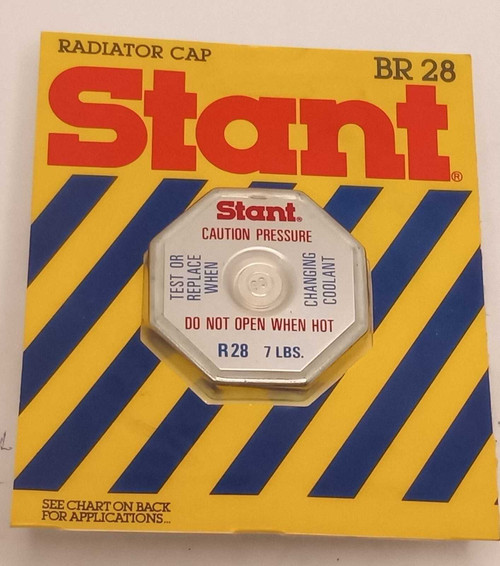 RADIATOR CAP
BR 28
Stant®
Stant®
CAUTION PRESSURE
TEST OR
REPLACE
WHEN
CHANGING
COOLANT
DO NOT OPEN WHEN HOT
R28 7 LBS.
SEE CHART ON BACK
FOR APPLICATIONS...